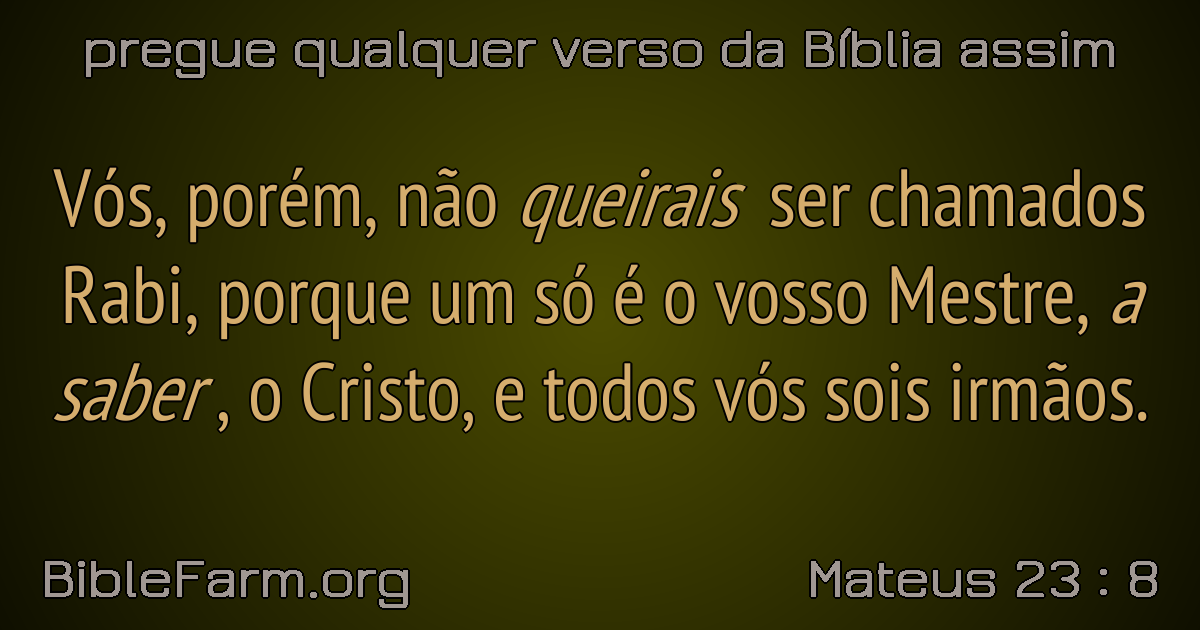 pregue qualquer verso da Bíblia assim
Vós, porém, não queirais ser chamados
Rabi, porque um só é o vosso Mestre, a
saber , o Cristo, e todos vós sois irmãos.
BibleFarm.org
Mateus 23 : 8